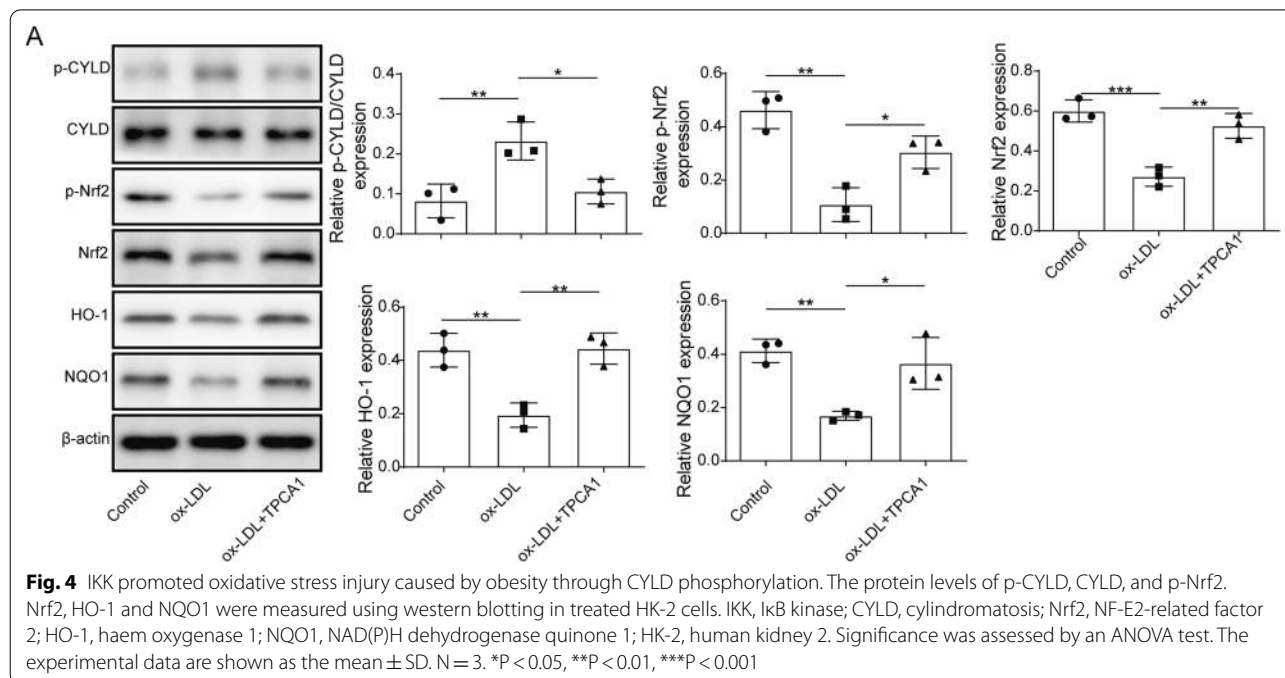 A
p-CYLD
CYLD
p-Nrf2
Nrf2
HO-1
NQO1
β-actin
Control
ox-LDL
ox-LDL+TPCA1
Relative p-CYLD/CYLD
expression
0.4
0.3
0.2
0.1
0.0
**
*
Relative p-Nrf2
expression
0.6
0.4
0.2
0.0
**
*
Relative Nrf2 expression
0.8
0.6
0.4
0.2
0.0
***
**
Control
ox-LDL
ox-LDL+TPCA1
Relative HO-1 expression
0.6
0.4
0.2
0.0
**
**
Control
ox-LDL
ox-LDL+TPCA1
Relative NQO1 expression
0.6
0.4
0.2
0.0
**
*
Control
ox-LDL
ox-LDL+TPCA1
Fig. 4 IKK promoted oxidative stress injury caused by obesity through CYLD phosphorylation. The protein levels of p-CYLD, CYLD, and p-Nrf2.
Nrf2, HO-1 and NQO1 were measured using western blotting in treated HK-2 cells. IKK, IκB kinase; CYLD, cylindromatosis; Nrf2, NF-E2-related factor
2; HO-1, haem oxygenase 1; NQO1, NAD(P)H dehydrogenase quinone 1; HK-2, human kidney 2. Significance was assessed by an ANOVA test. The
experimental data are shown as the mean ± SD. N = 3. *P < 0.05, **P < 0.01, ***P < 0.001